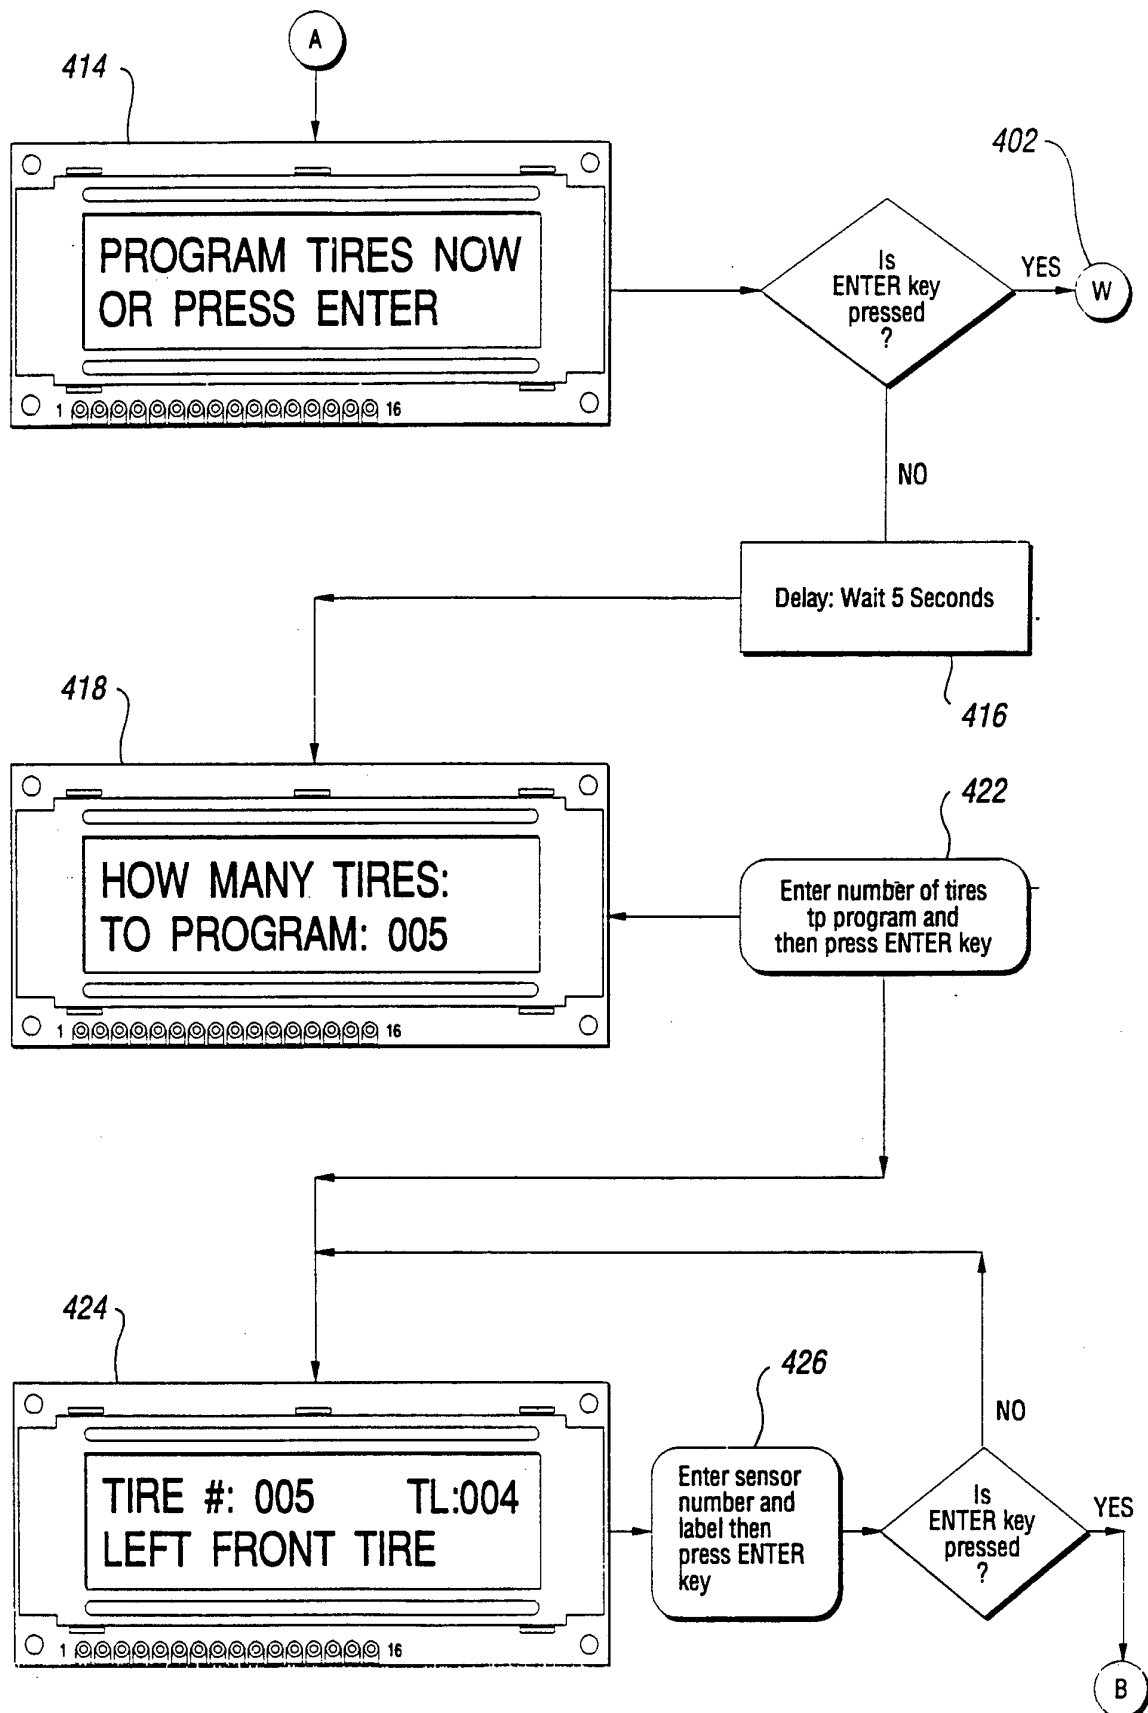 A
414
402
PROGRAM TIRES NOW
OR PRESS ENTER
1
16
Is
ENTER key
pressed
?
YES
W
NO
Delay: Wait 5 Seconds
416
418
422
HOW MANY TIRES:
TO PROGRAM: 005
1
16
Enter number of tires
tp program and
then press ENTER key
424
426
TIRE #: 005 TL:004
LEFT FRONT TIRE
1
16
Enter sensor
number and
label then
press ENTER
key
NO
Is
ENTER key
pressed
?
YES
B